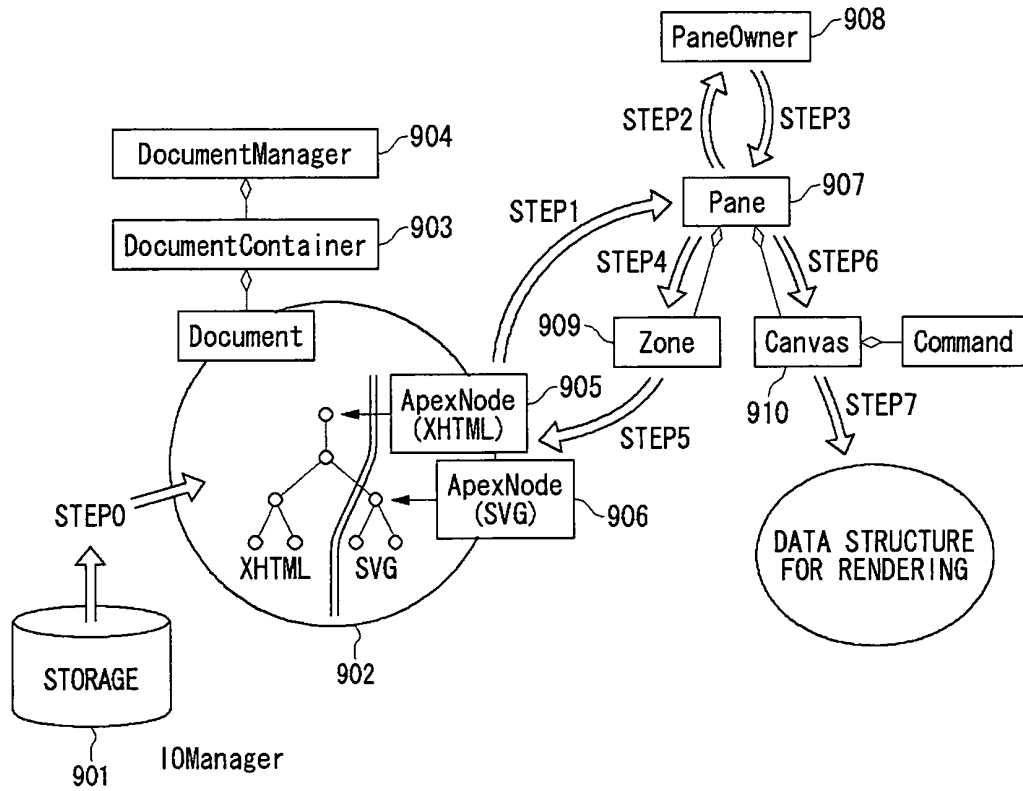 PaneOwner
908
STEP2
STEP3
DocumentManager
904
Pane
907
STEP1
DocumentContainer
903
STEP4
STEP6
Document
909
Zone
Canvas
Command
910
ApexNode
(XHTML)
905
STEP5
STEP7
ApexNode
(SVG)
906
STEP0
XHTML
SVG
DATA STRUCTURE
FOR RENDERING
902
STORAGE
901
IOManager